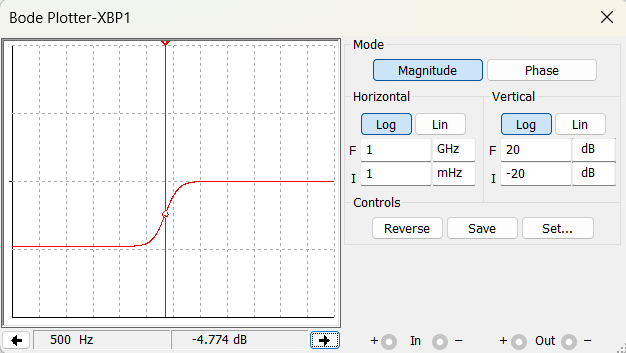 Bode Plotter-XBP1
Mode
Magnitude Phase
Horizontal Vertical
Log Lin Log Lin
F 1 GHz F 20 dB
I 1 mHz I -20 dB
Controls
Reverse Save Set...
500 Hz -4.774 dB + In − + Out −